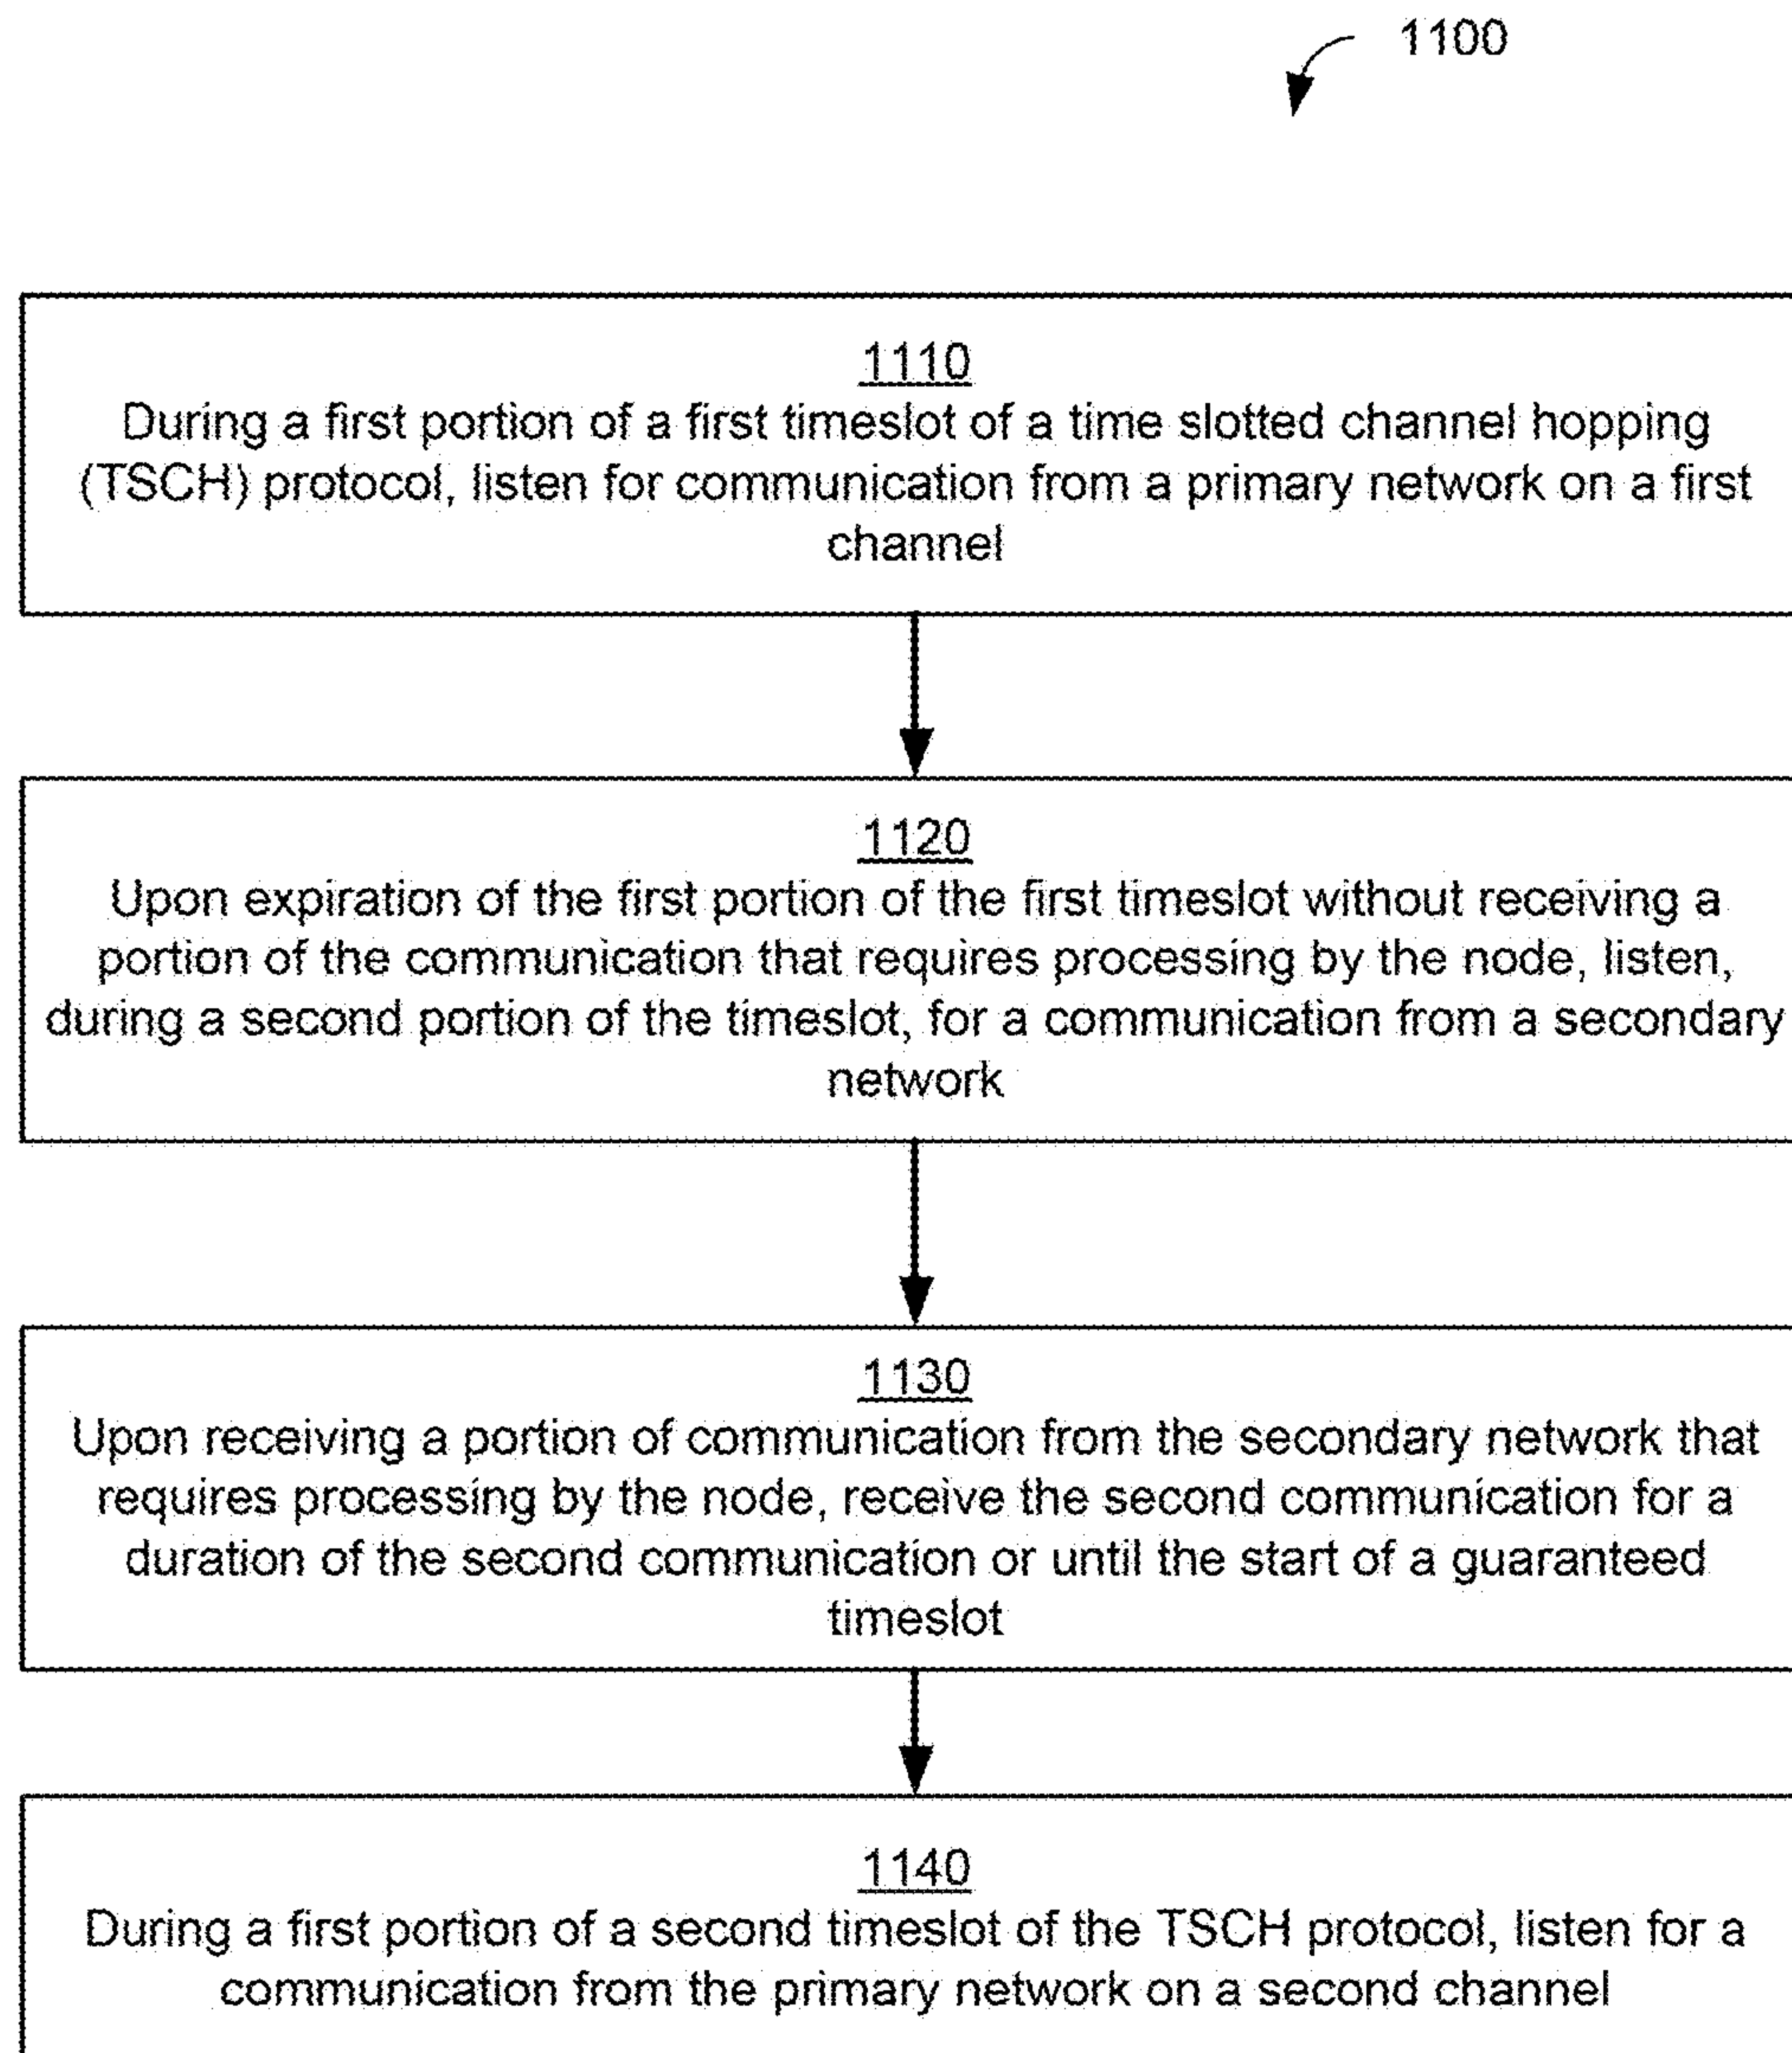 1100
1110
During a first portion of a first timeslot of a time slotted channel hopping
(TSCH) protocol, listen for communication from a primary network on a first
channel
1120
Upon expiration of the first portion of the first timeslot without receiving a
portion of the communication that requires processing by the node, listen,
during a second portion of the timeslot, for a communication from a secondary
network
1130
Upon receiving a portion of communication from the secondary network that
requires processing by the node, receive the second communication for a
duration of the second communication or until the start of a guaranteed
timeslot
1140
During a first portion of a second timeslot of the TSCH protocol, listen for a
communication from the primary network on a second channel